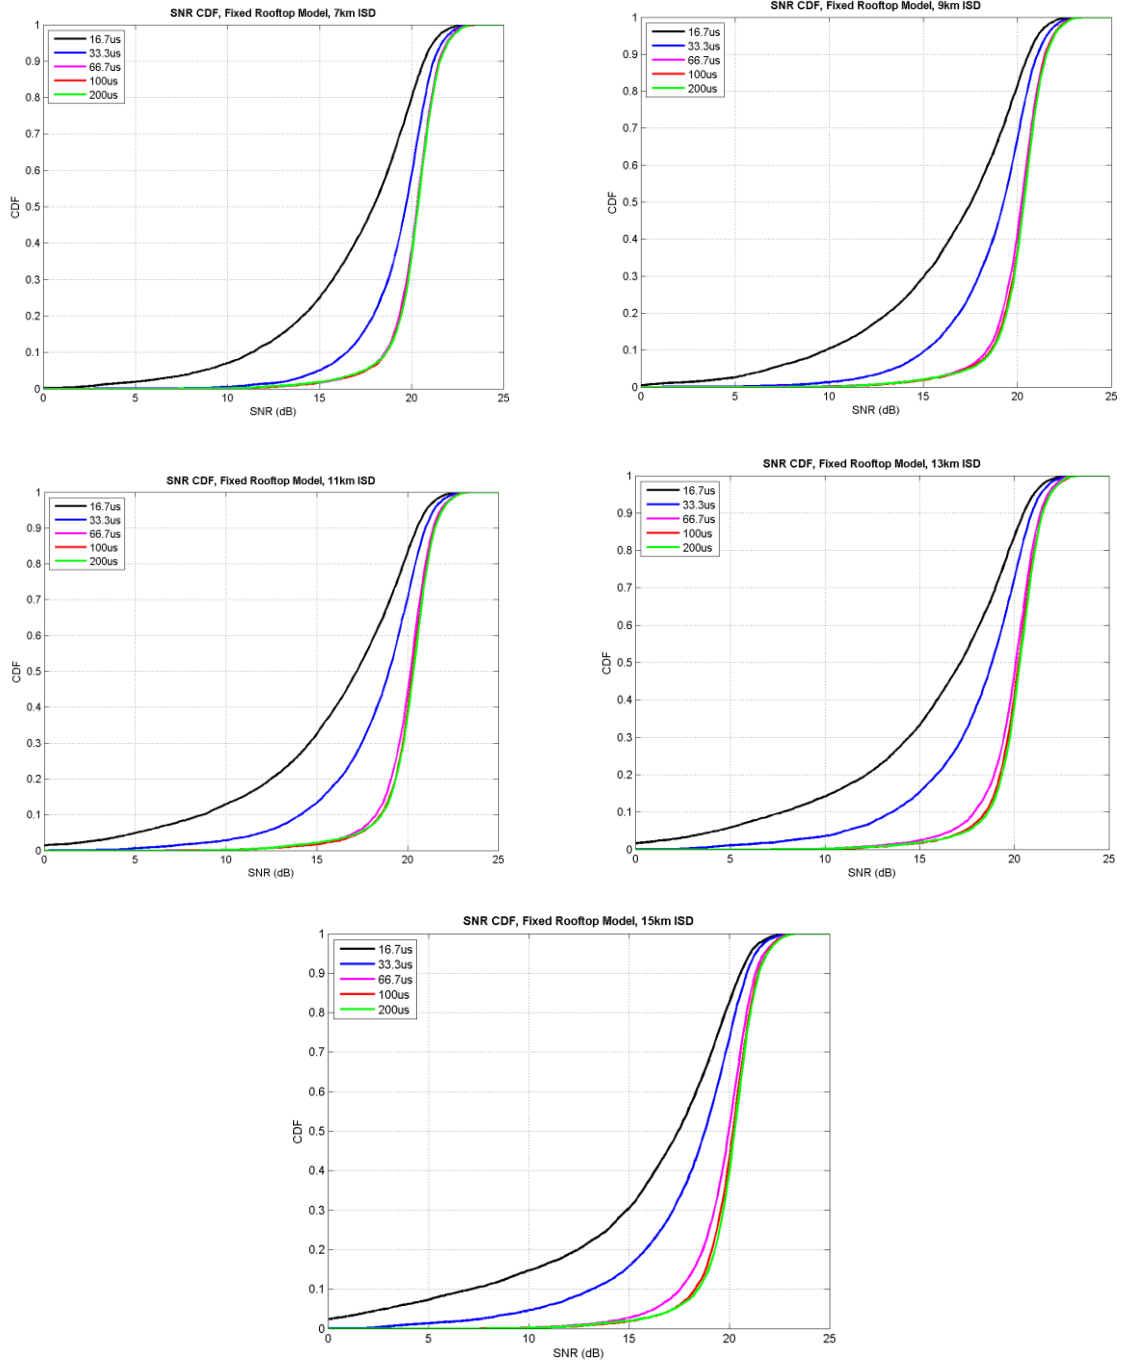 SNR CDF, Fixed Rooftop Model, 7km ISD
1
0.9
0.8
0.7
0.6
0.5
0.4
0.3
0.2
0.1
0
CDF
16.7us
33.3us
66.7us
100us
200us
0 5 10 15 20 25
SNR (dB)
SNR CDF, Fixed Rooftop Model, 9km ISD
1
0.9
0.8
0.7
0.6
0.5
0.4
0.3
0.2
0.1
0
CDF
16.7us
33.3us
66.7us
100us
200us
0 5 10 15 20 25
SNR (dB)
SNR CDF, Fixed Rooftop Model, 11km ISD
1
0.9
0.8
0.7
0.6
0.5
0.4
0.3
0.2
0.1
0
CDF
16.7us
33.3us
66.7us
100us
200us
0 5 10 15 20 25
SNR (dB)
SNR CDF, Fixed Rooftop Model, 13km ISD
1
0.9
0.8
0.7
0.6
0.5
0.4
0.3
0.2
0.1
0
CDF
16.7us
33.3us
66.7us
100us
200us
0 5 10 15 20 25
SNR (dB)
SNR CDF, Fixed Rooftop Model, 15km ISD
1
0.9
0.8
0.7
0.6
0.5
0.4
0.3
0.2
0.1
0
CDF
16.7us
33.3us
66.7us
100us
200us
0 5 10 15 20 25
SNR (dB)